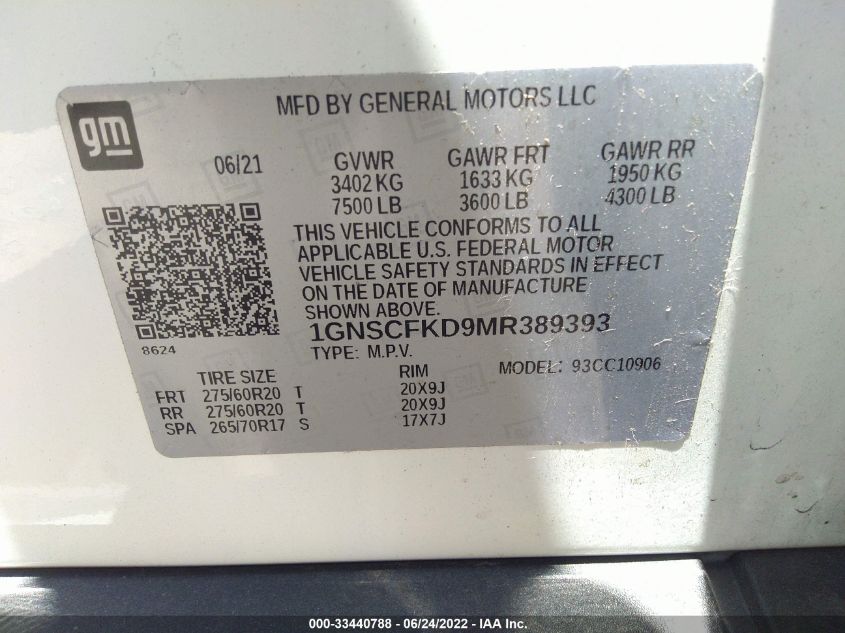 gm
MFD BY GENERAL MOTORS LLC
06/21 GVWR GAWR FRT GAWR RR
3402 KG 1633 KG 1950 KG
7500 LB 3600 LB 4300 LB
THIS VEHICLE CONFORMS TO ALL
APPLICABLE U.S. FEDERAL MOTOR
VEHICLE SAFETY STANDARDS IN EFFECT
ON THE DATE OF MANUFACTURE
SHOWN ABOVE.
1GNSCFKD9MR389393
8624
TYPE: M.P.V. MODEL: 93CC10906
TIRE SIZE RIM
FRT 275/60R20 T 20X9J
RR 275/60R20 T 20X9J
SPA 265/70R17 S 17X7J
000-33440788 - 06/24/2022 - IAA Inc.